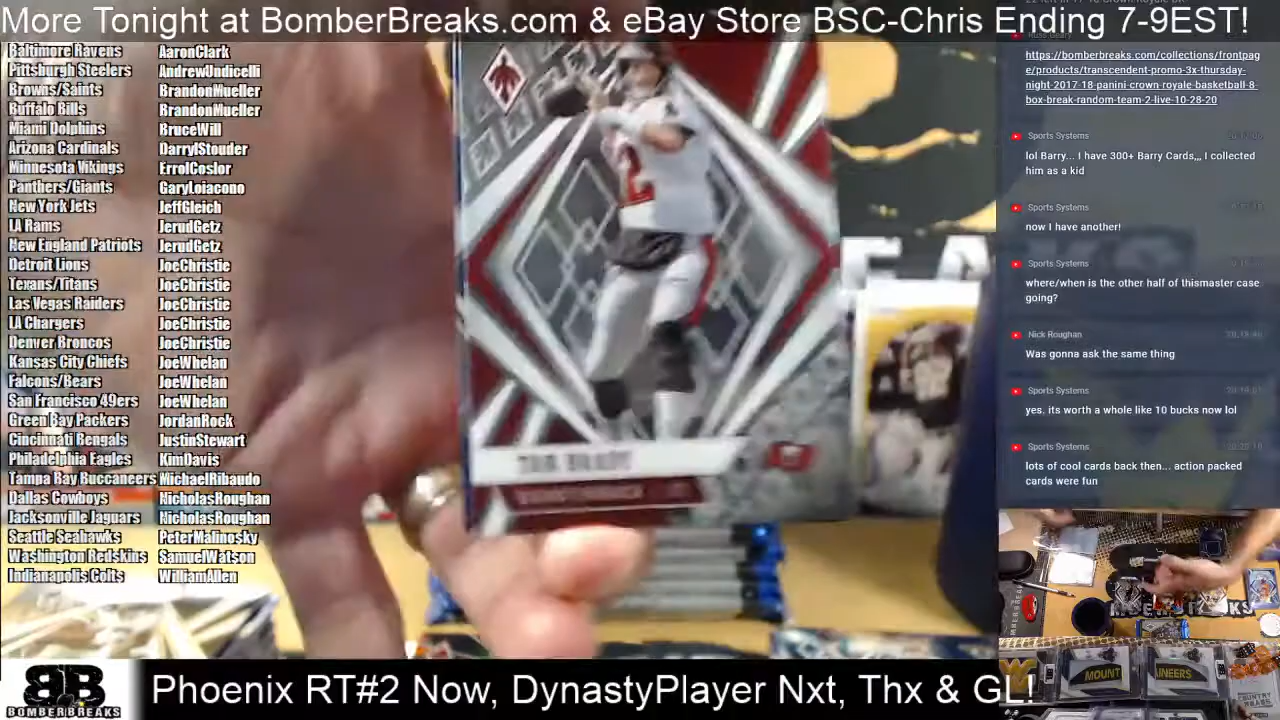 More Tonight at BomberBreaks.com & eBay Store BSC-Chris Ending 7-9EST!
Baltimore Ravens AaronClark
Pittsburgh Steelers AndrewUndicelli
Browns/Saints BrandonMueller
Buffalo Bills BrandonMueller
Miami Dolphins BruceWill
Arizona Cardinals DarrylStouder
Minnesota Vikings ErrolCoslor
Panthers/Giants GaryLoiacono
New York Jets JeffGleich
LA Rams JerudGetz
New England Patriots JerudGetz
Detroit Lions JoeChristie
Texans/Titans JoeChristie
Las Vegas Raiders JoeChristie
LA Chargers JoeChristie
Denver Broncos JoeChristie
Kansas City Chiefs JoeWhelan
Falcons/Bears JoeWhelan
San Francisco 49ers JoeWhelan
Green Bay Packers JordanRock
Cincinnati Bengals JustinStewart
Philadelphia Eagles KimDavis
Tampa Bay Buccaneers MichaelRibaudo
Dallas Cowboys NicholasRoughan
Jacksonville Jaguars NicholasRoughan
Seattle Seahawks PeterMalinosky
Washington Redskins SamuelWatson
Indianapolis Colts WilliamAllen
2
TOM BRADY
https://bomberbreaks.com/collections/frontpag
e/products/transcendent-promo-3x-thursday-
night-2017-18-panini-crown-royale-basketball-8-
box-break-random-team-2-live-10-28-20
Sports Systems
lol Barry... I have 300+ Barry Cards,,, I collected
him as a kid
Sports Systems
now I have another!
Sports Systems
where/when is the other half of thismaster case
going?
Nick Roughan
Was gonna ask the same thing
Sports Systems
yes. its worth a whole like 10 bucks now lol
Sports Systems
lots of cool cards back then... action packed
cards were fun
MOUNT AINEERS
BB
BOMBERBREAKS
Phoenix RT#2 Now, DynastyPlayer Nxt, Thx & GL!